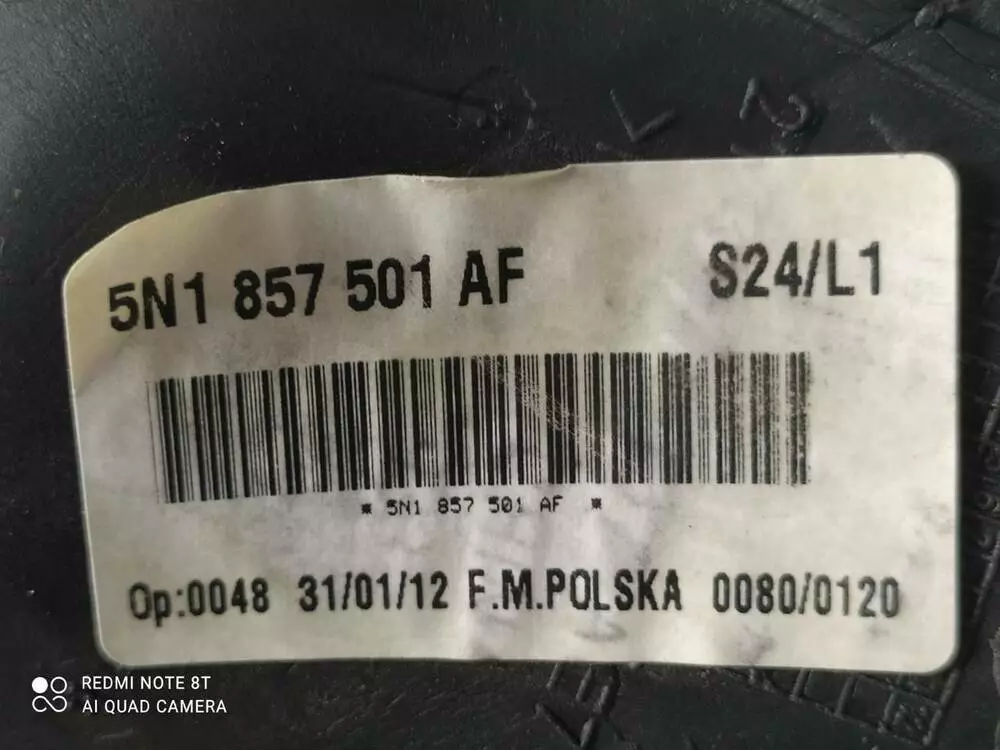 5N1 857 501 AF S24/L1
* 5N1 857 501 AF *
Op:0048 31/01/12 F.M.POLSKA 0080/0120
REDMI NOTE 8T
AI QUAD CAMERA